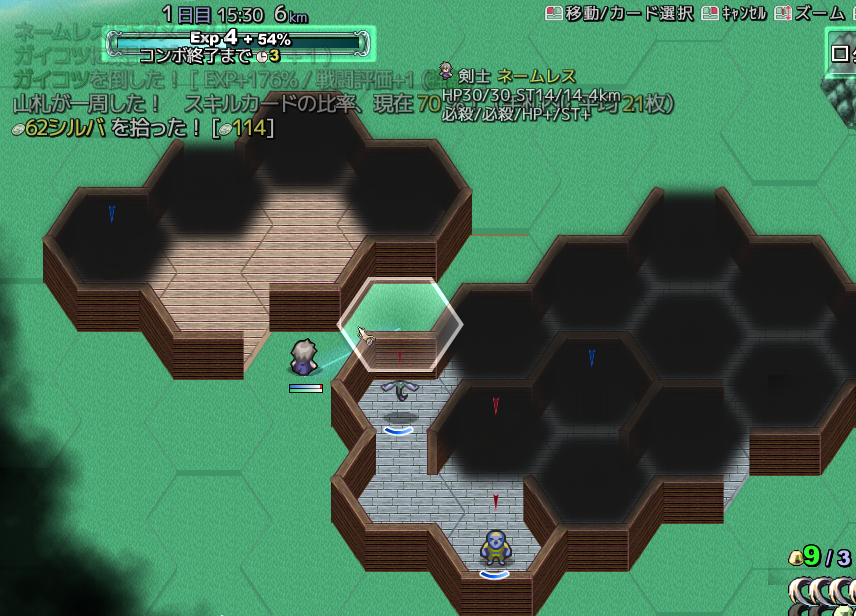 1日目 15:30 6km
移動/カード選択 キャンセル ズーム
Exp 4 + 54%
コンボ終了まで 3
ガイコツを倒した！ [ EXP+176% / 戦闘評価+1
山札が一周した！ スキルカードの比率、現在 70
平均 21枚)
62シルバ を拾った！ [114]
剣士 ネームレス
HP30/30 ST14/14 4km
必殺/必殺/HP+/ST+
9 / 3